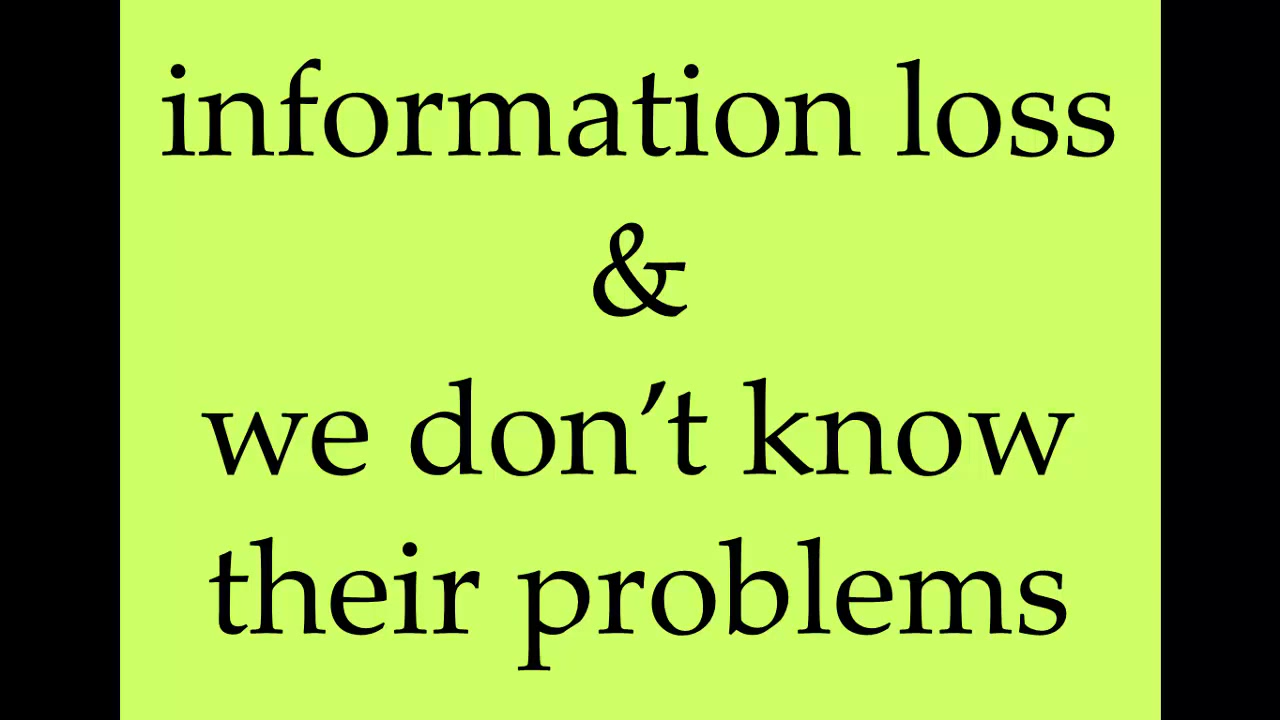 information loss
&
we don’t know
their problems